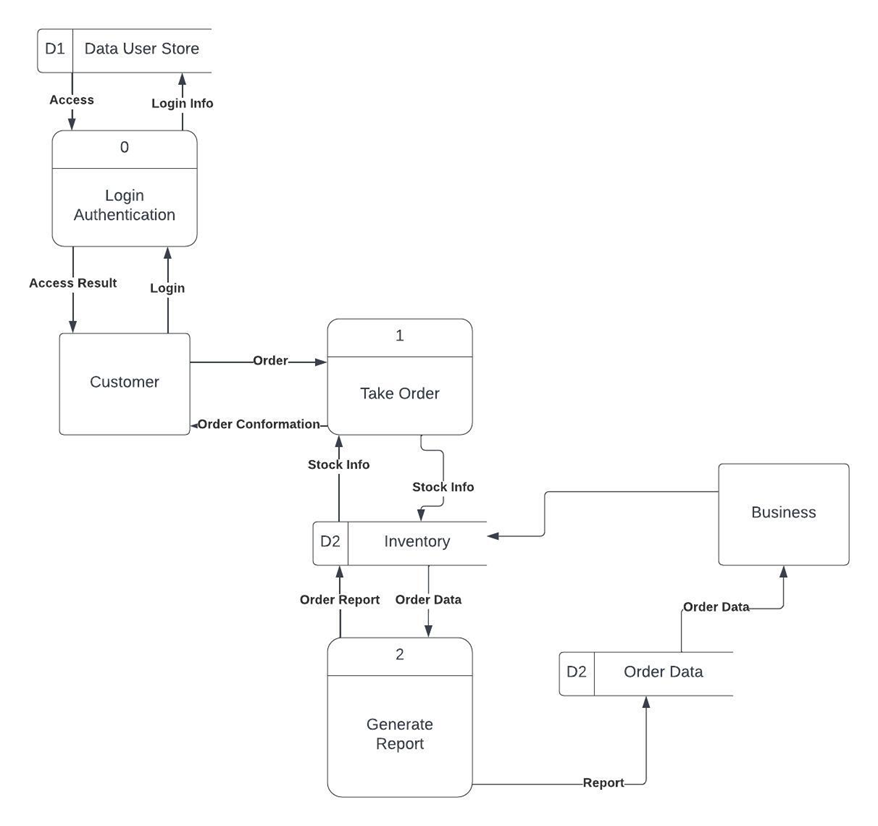 D1 Data User Store
Access
Login Info
0
Login
Authentication
Access Result
Login
Customer
Order
1
Take Order
Order Conformation
Stock Info
Stock Info
D2 Inventory
Business
Order Report
Order Data
Order Data
2
Generate
Report
D2 Order Data
Report